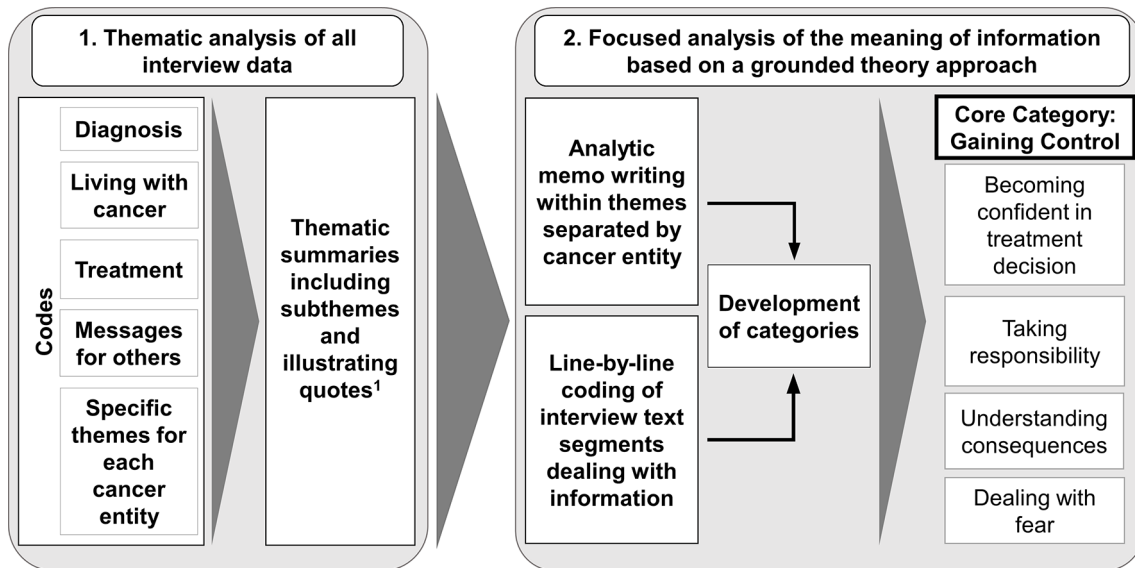 1. Thematic analysis of all
interview data
Codes
Diagnosis
Living with
cancer
Treatment
Messages
for others
Specific
themes for
each
cancer
entity
Thematic
summaries
including
subthemes
and
illustrating
quotes¹
2. Focused analysis of the meaning of information
based on a grounded theory approach
Analytic
memo writing
within themes
separated by
cancer entity
Line-by-line
coding of
interview text
segments
dealing with
information
Development
of categories
Core Category:
Gaining Control
Becoming
confident in
treatment
decision
Taking
responsibility
Understanding
consequences
Dealing with
fear